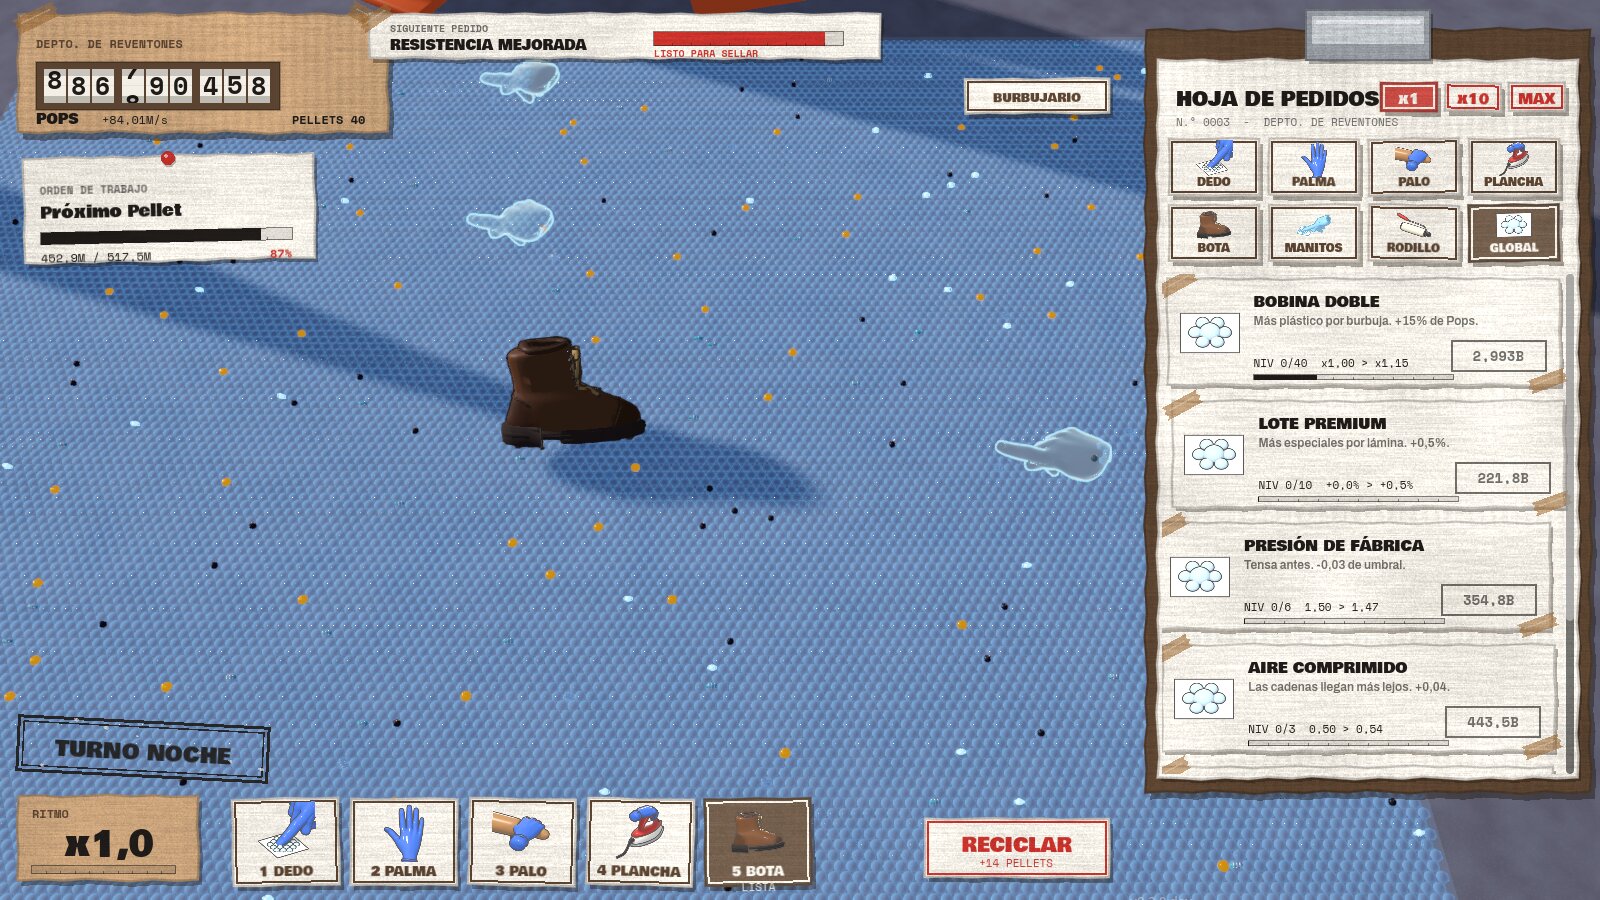 DEPTO. DE REVENTONES
886 90 458
POPS +84,01M/s PELLETS 40
SIGUIENTE PEDIDO
RESISTENCIA MEJORADA
LISTO PARA SELLAR
ORDEN DE TRABAJO
Próximo Pellet
452,9M / 517,5M 87%
BURBUJARIO
HOJA DE PEDIDOS x1 x10 MAX
N.° 0003 - DEPTO. DE REVENTONES
DEDO PALMA PALO PLANCHA
BOTA MANITOS RODILLO GLOBAL
BOBINA DOBLE
Más plástico por burbuja. +15% de Pops.
NIV 0/40 x1,00 > x1,15 2,993B
LOTE PREMIUM
Más especiales por lámina. +0,5%.
NIV 0/10 +0,0% > +0,5% 221,8B
PRESIÓN DE FÁBRICA
Tensa antes. -0,03 de umbral.
NIV 0/6 1,50 > 1,47 354,8B
AIRE COMPRIMIDO
Las cadenas llegan más lejos. +0,04.
NIV 0/3 0,50 > 0,54 443,5B
TURNO NOCHE
RITMO
x1,0
1 DEDO 2 PALMA 3 PALO 4 PLANCHA 5 BOTA
LISTA
RECICLAR
+14 PELLETS